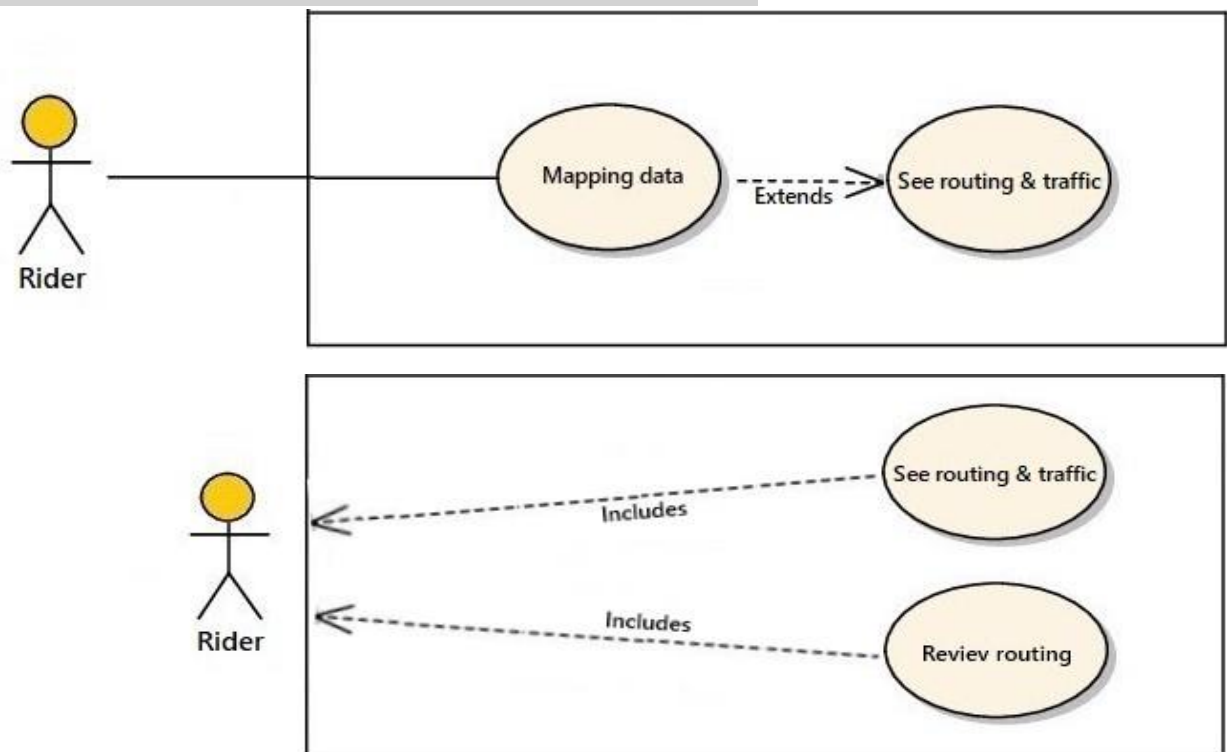 Mapping data
See routing & traffic
Extends
Rider
See routing & traffic
Includes
Includes
Rider
Reviev routing